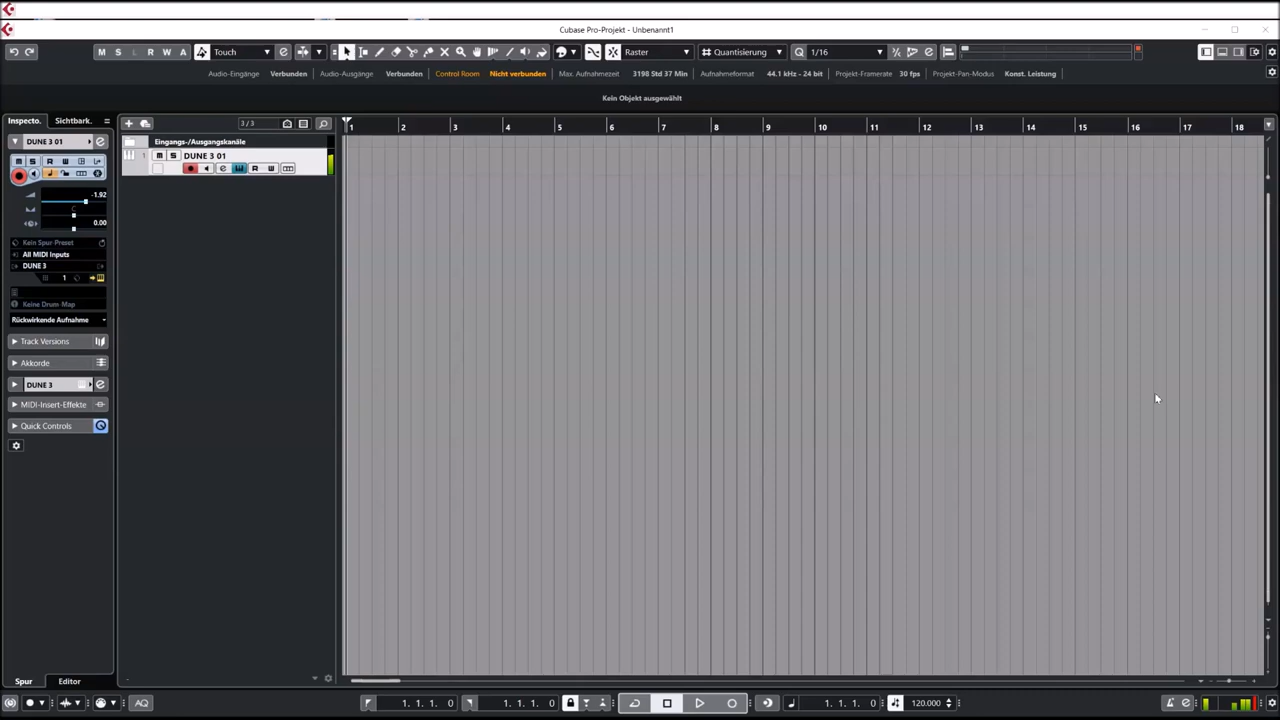 Cubase Pro-Projekt - Unbenannt1
M S L R W A Touch Raster Quantisierung Q 1/16
Audio-Eingänge Verbunden Audio-Ausgänge Verbunden Control Room Nicht verbunden Max. Aufnahmezeit 3198 Std 37 Min Aufnahmeformat 44.1 kHz - 24 bit Projekt-Framerate 30 fps Projekt-Pan-Modus Konst. Leistung
Kein Objekt ausgewählt
Inspecto. Sichtbark. 3 / 3 1 2 3 4 5 6 7 8 9 10 11 12 13 14 15 16 17 18
DUNE 3 01 Eingangs-/Ausgangskanäle
1 M S DUNE 3 01
M S R W
R W
-1.92
C
0.00
Kein Spur-Preset
All MIDI Inputs
DUNE 3
1
Keine Drum-Map
Rückwirkende Aufnahme
Track Versions
Akkorde
DUNE 3
MIDI-Insert-Effekte
Quick Controls
Spur Editor
AQ 1. 1. 1. 0 1. 1. 1. 0 1. 1. 1. 0 120.000